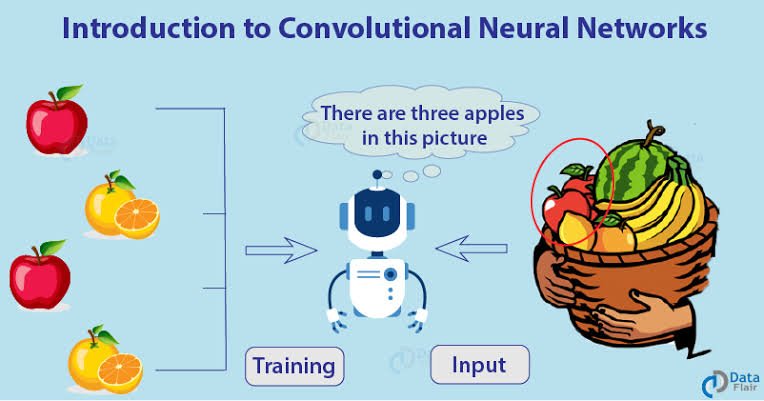 Introduction to Convolutional Neural Networks
There are three apples
in this picture
Training
Input
Data
Flair